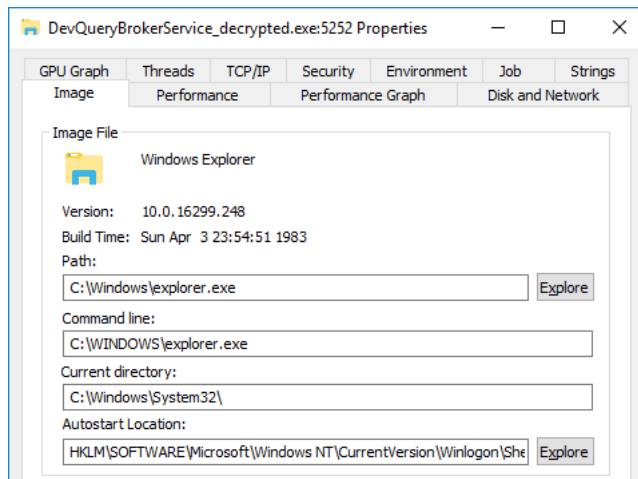 DevQueryBrokerService_decrypted.exe:5252 Properties
GPU Graph Threads TCP/IP Security Environment Job Strings
Image Performance Performance Graph Disk and Network
Image File
Windows Explorer
Version: 10.0.16299.248
Build Time: Sun Apr 3 23:54:51 1983
Path:
C:\Windows\explorer.exe Explore
Command line:
C:\WINDOWS\explorer.exe
Current directory:
C:\Windows\System32\
Autostart Location:
HKLM\SOFTWARE\Microsoft\Windows NT\CurrentVersion\Winlogon\She Explore